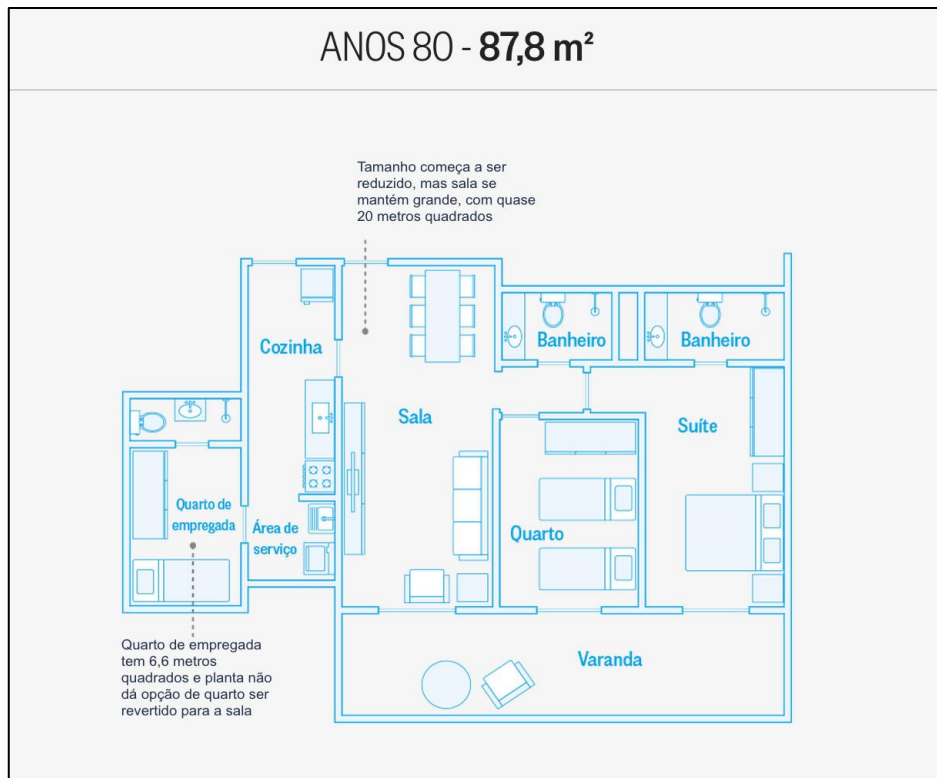 ANOS 80 - 87,8 m²
Tamanho começa a ser
reduzido, mas sala se
mantém grande, com quase
20 metros quadrados
Cozinha
Banheiro
Banheiro
Sala
Suíte
Quarto de
empregada
Área de
serviço
Quarto
Quarto de empregada
tem 6,6 metros
quadrados e planta não
dá opção de quarto ser
revertido para a sala
Varanda